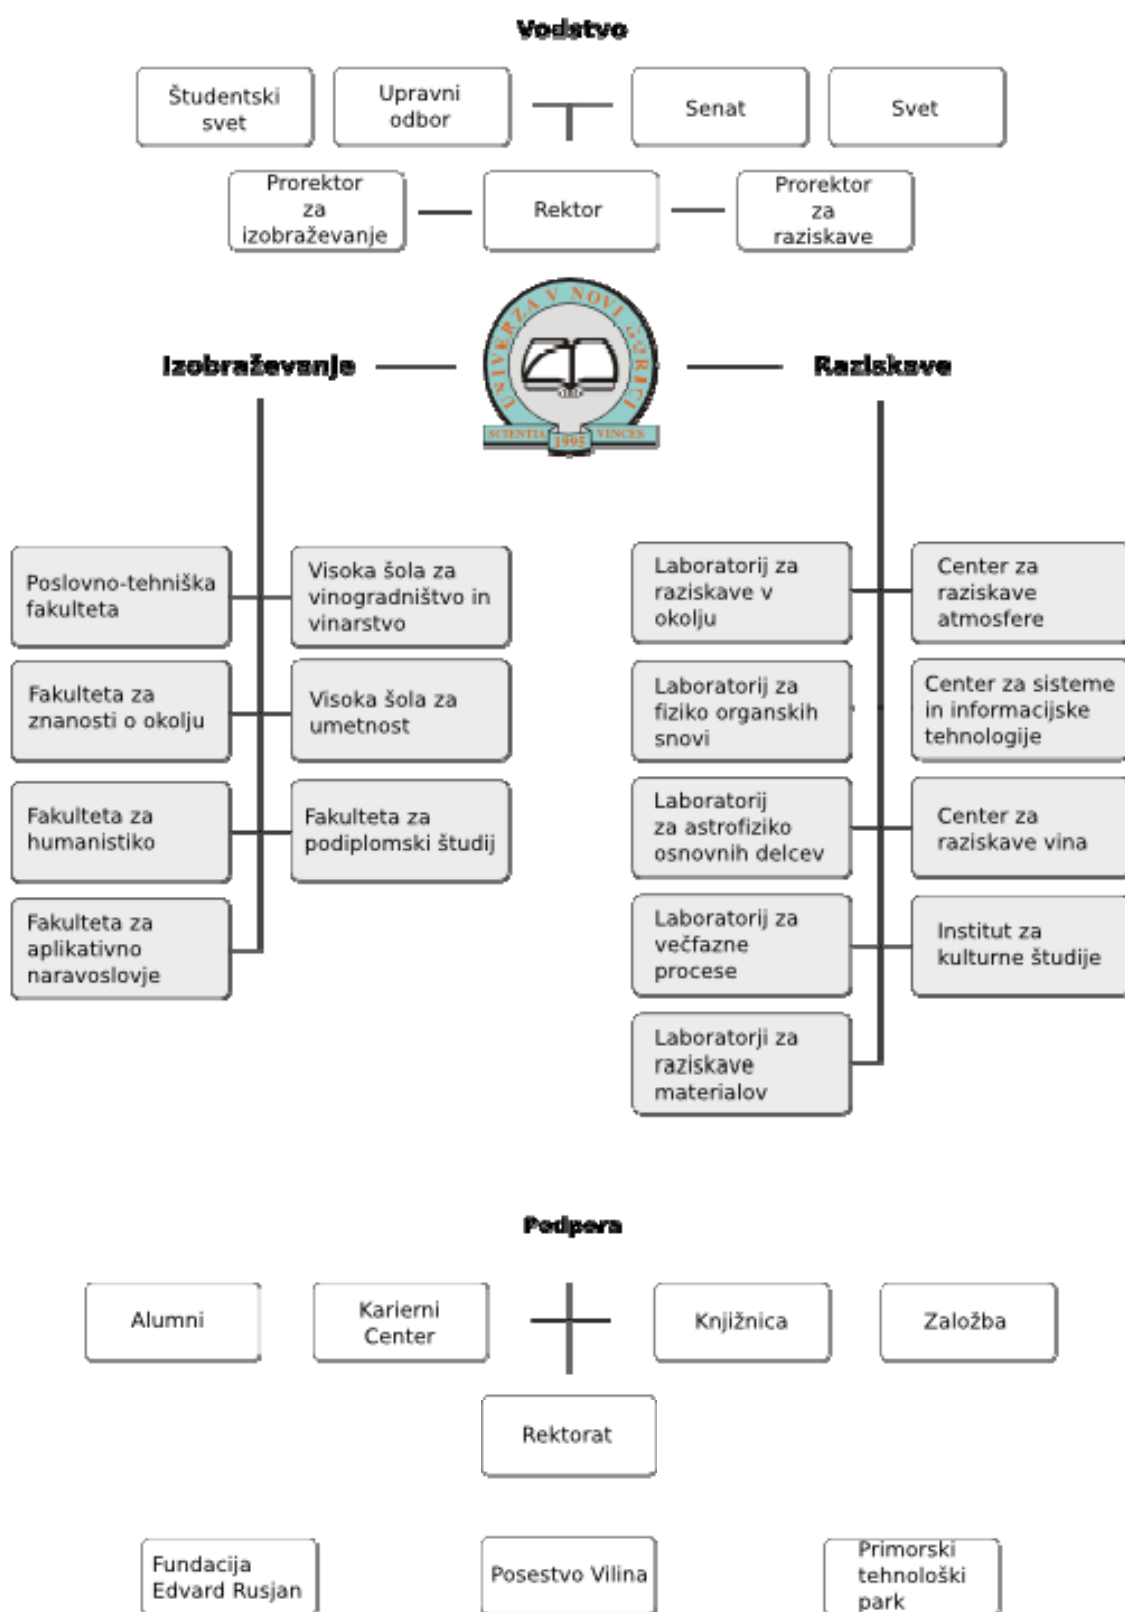 Vodstvo
Študentski
svet
Upravni
odbor
Senat
Svet
Prorektor
za
izobraževanje
Rektor
Prorektor
za
raziskave
UNIVERZA V NOVI GORICI
SCIENTIA
1995
VINCES
Izobraževanje
Raziskave
Poslovno-tehniška
fakulteta
Visoka šola za
vinogradništvo in
vinarstvo
Fakulteta za
znanosti o okolju
Visoka šola za
umetnost
Fakulteta za
humanistiko
Fakulteta za
podiplomski študij
Fakulteta za
aplikativno
naravoslovje
Laboratorij za
raziskave v
okolju
Center za
raziskave
atmosfere
Laboratorij za
fiziko organskih
snovi
Center za sisteme
in informacijske
tehnologije
Laboratorij
za astrofiziko
osnovnih delcev
Center za
raziskave vina
Laboratorij za
večfazne
procese
Institut za
kulturne študije
Laboratorji za
raziskave
materialov
Podpora
Alumni
Karierni
Center
Knjižnica
Založba
Rektorat
Fundacija
Edvard Rusjan
Posestvo Vilina
Primorski
tehnološki
park